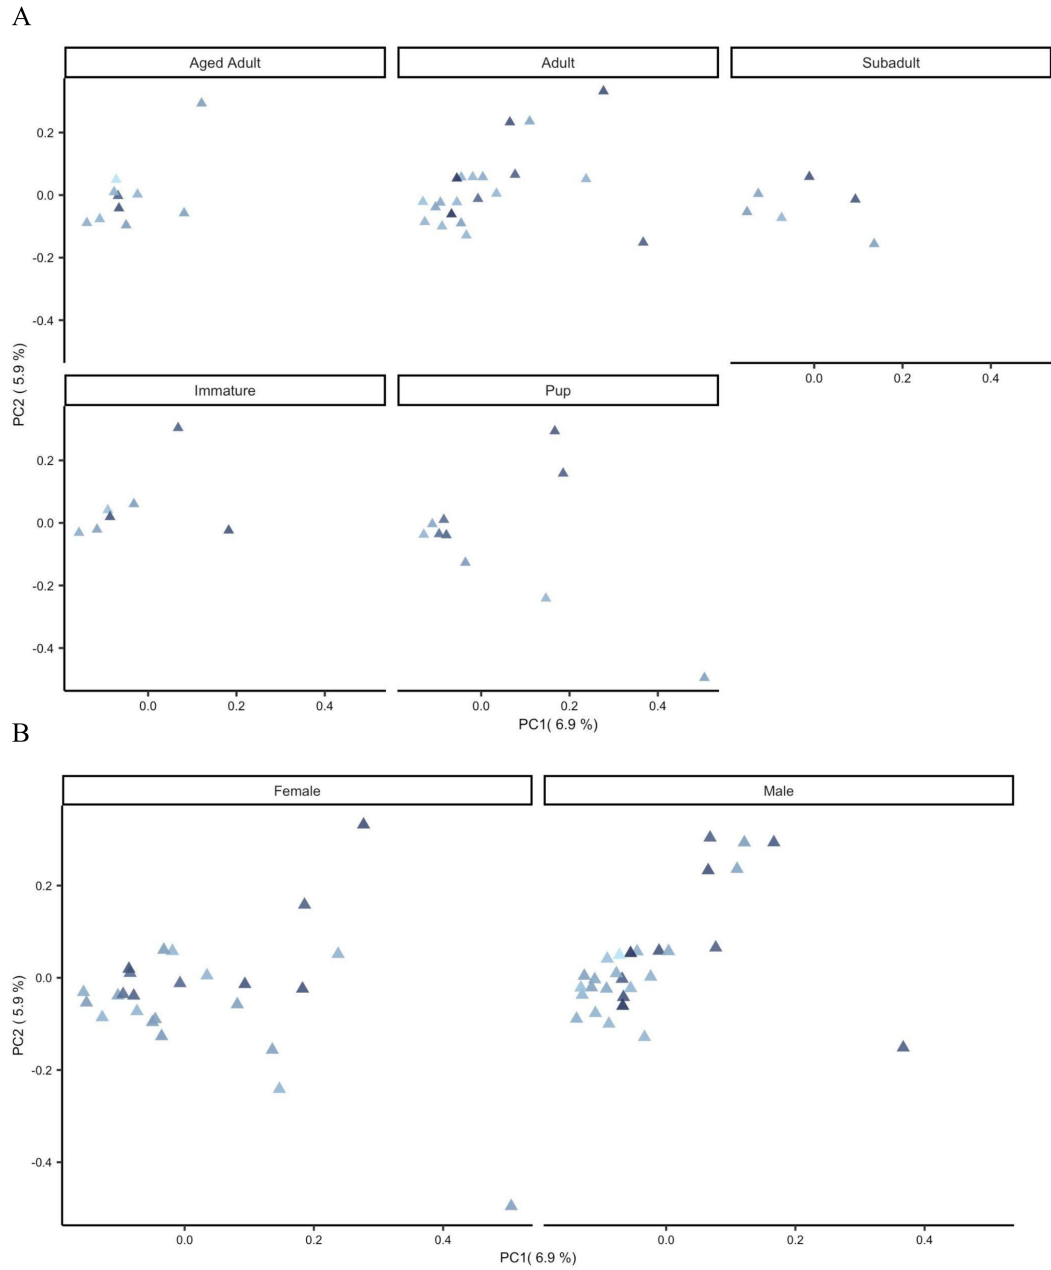 A
Aged Adult Adult Subadult
0.2
0.0
-0.2
-0.4
0.0 0.2 0.4
PC2 ( 5.9 %)
Immature Pup
0.2
0.0
-0.2
-0.4
0.0 0.2 0.4 0.0 0.2 0.4
PC1( 6.9 %)
B
Female Male
0.2
0.0
-0.2
-0.4
PC2 ( 5.9 %)
0.0 0.2 0.4 0.0 0.2 0.4
PC1( 6.9 %)